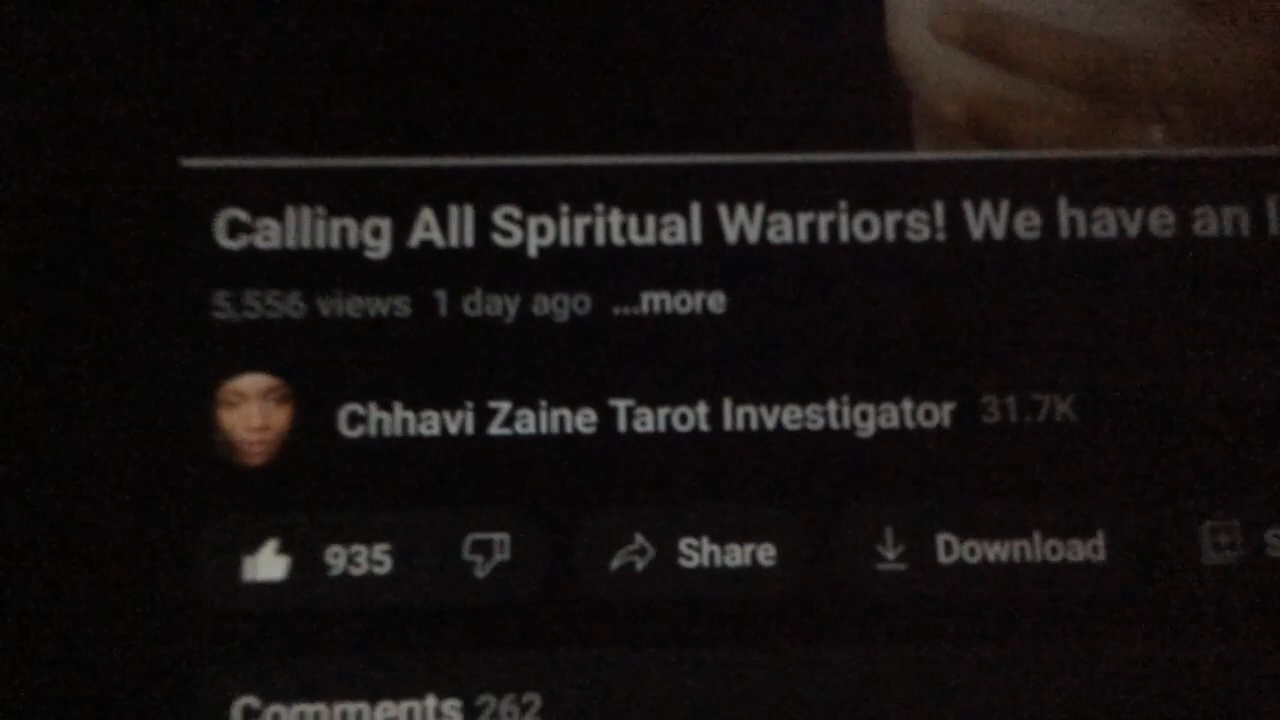 Calling All Spiritual Warriors! We have an
5,556 views 1 day ago ...more
Chhavi Zaine Tarot Investigator 31.7K
935 Share Download
Comments 262